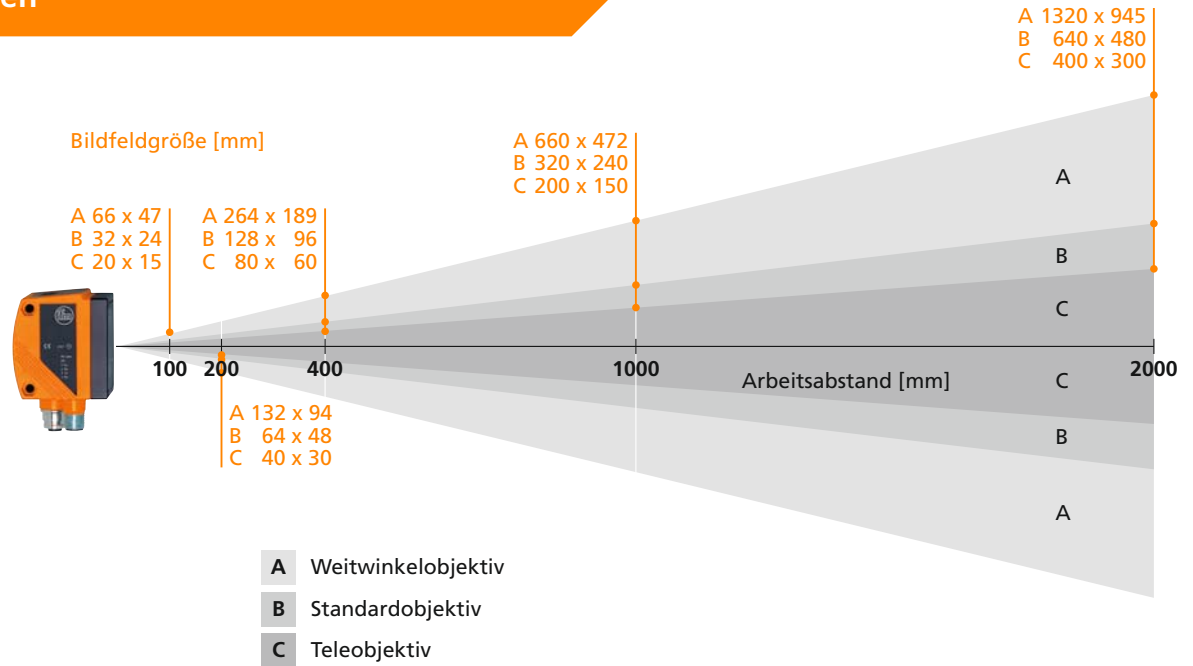 A 1320 x 945
B 640 x 480
C 400 x 300
Bildfeldgröße [mm]
A 660 x 472
B 320 x 240
C 200 x 150
A 66 x 47
B 32 x 24
C 20 x 15
A 264 x 189
B 128 x 96
C 80 x 60
A
B
C
100
200
400
1000
2000
Arbeitsabstand [mm]
C
B
A
A 132 x 94
B 64 x 48
C 40 x 30
A Weitwinkelobjektiv
B Standardobjektiv
C Teleobjektiv